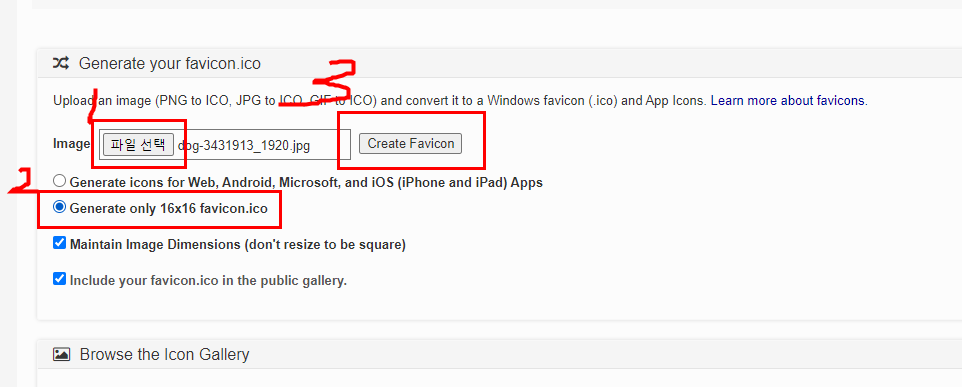 Generate your favicon.ico
3
Upload an image (PNG to ICO, JPG to ICO, GIF to ICO) and convert it to a Windows favicon (.ico) and App Icons. Learn more about favicons.
1
Image 파일 선택 dog-3431913_1920.jpg Create Favicon
2
Generate icons for Web, Android, Microsoft, and iOS (iPhone and iPad) Apps
Generate only 16x16 favicon.ico
Maintain Image Dimensions (don't resize to be square)
Include your favicon.ico in the public gallery.
Browse the Icon Gallery